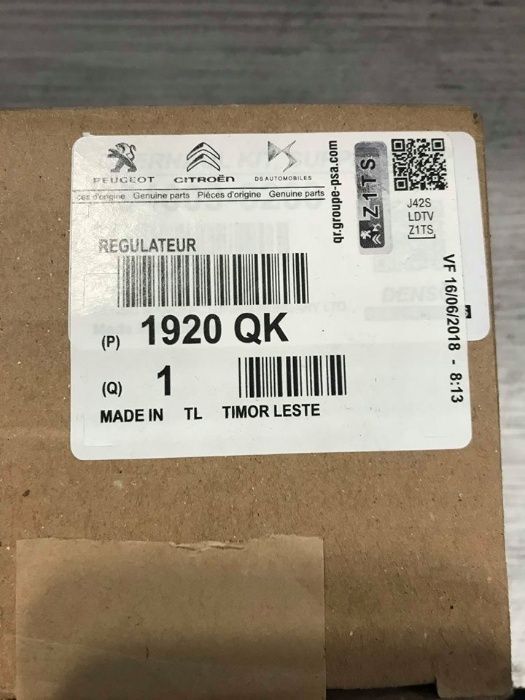 PEUGEOT CITROËN DS AUTOMOBILES
ces d'origine Genuine parts Pièces d'origine Genuine parts
qr.groupe-psa.com
Z1TS
J42S
LDTV
Z1TS
REGULATEUR
(P) 1920 QK
(Q) 1
MADE IN TL TIMOR LESTE
VF 16/06/2018 - 8:13
DENSO